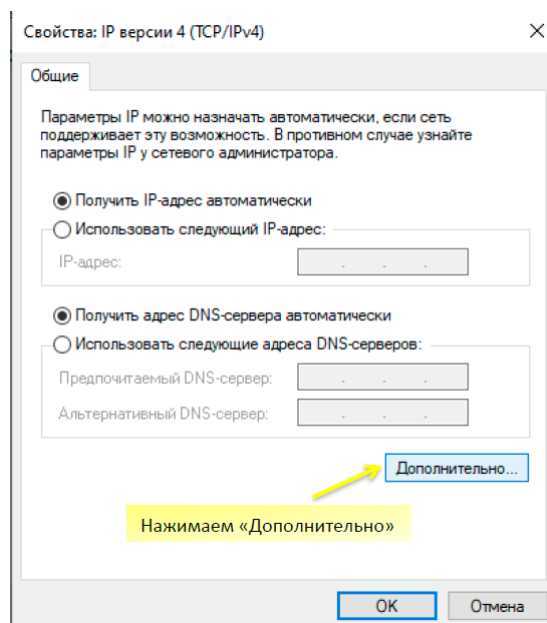 Свойства: IP версии 4 (TCP/IPv4)
Общие
Параметры IP можно назначать автоматически, если сеть
поддерживает эту возможность. В противном случае узнайте
параметры IP у сетевого администратора.
Получить IP-адрес автоматически
Использовать следующий IP-адрес:
IP-адрес:
Получить адрес DNS-сервера автоматически
Использовать следующие адреса DNS-серверов:
Предпочитаемый DNS-сервер:
Альтернативный DNS-сервер:
Дополнительно...
Нажимаем «Дополнительно»
OK Отмена